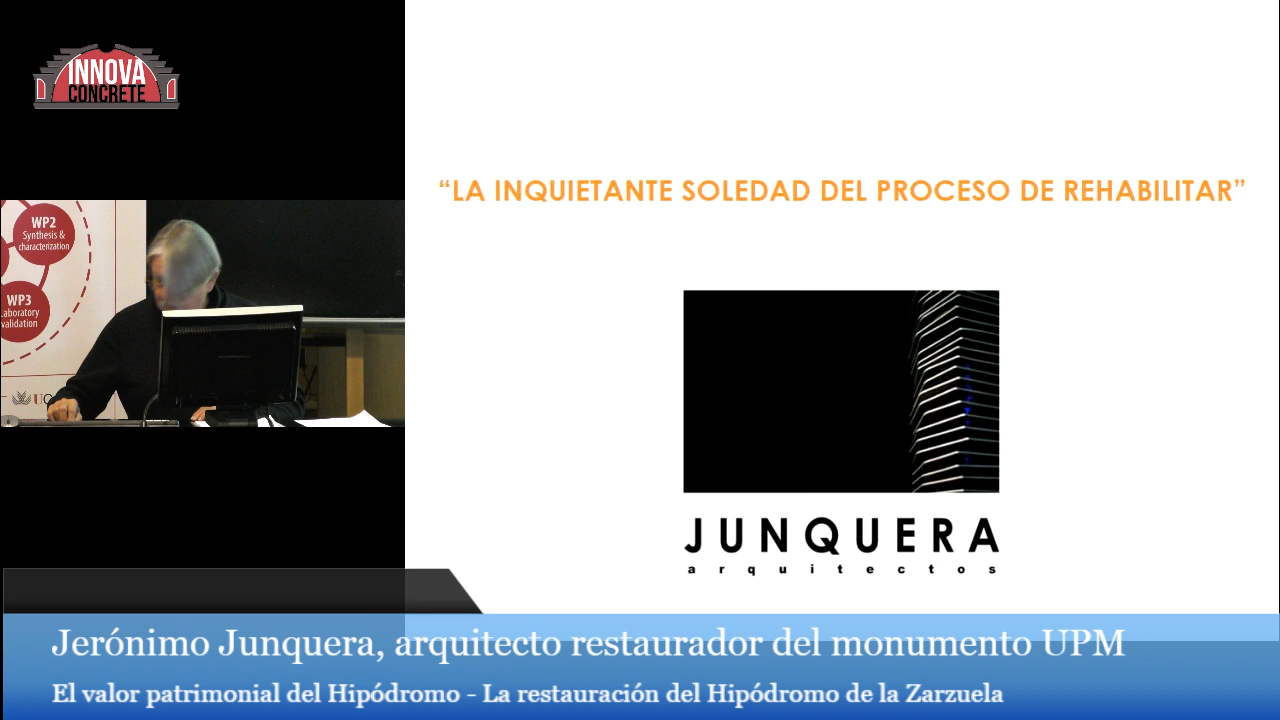 INNOVA
CONCRETE
“LA INQUIETANTE SOLEDAD DEL PROCESO DE REHABILITAR”
WP2
Synthesis &
characterization
WP3
Laboratory
validation
JUNQUERA
arquitectos
Jerónimo Junquera, arquitecto restaurador del monumento UPM
El valor patrimonial del Hipódromo - La restauración del Hipódromo de la Zarzuela